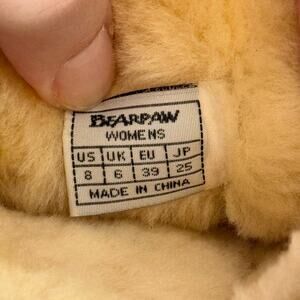 BEARPAW
WOMENS
US UK EU JP
8 6 39 25
MADE IN CHINA